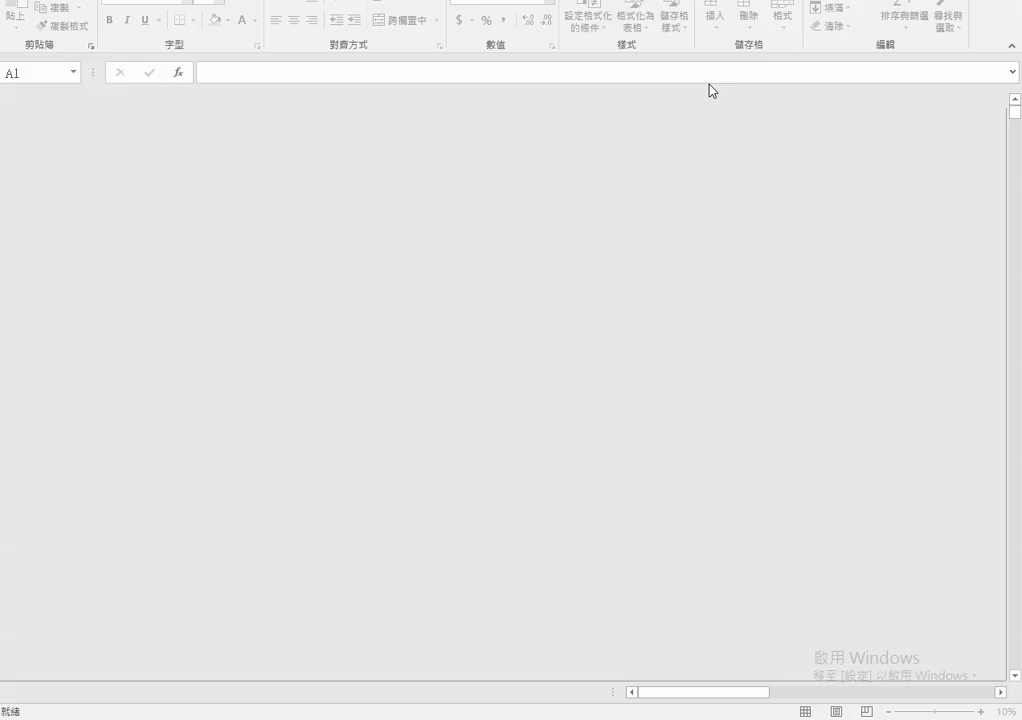 貼上 複製
複製格式
B I U A 跨欄置中 $ % , 設定格式化的條件 格式化為表格 儲存格樣式 插入 刪除 格式 填滿 清除 排序與篩選 尋找與選取
剪貼簿 字型 對齊方式 數值 樣式 儲存格 編輯
A1 fx
啟用 Windows
移至 [設定] 以啟用 Windows。
就緒 10%